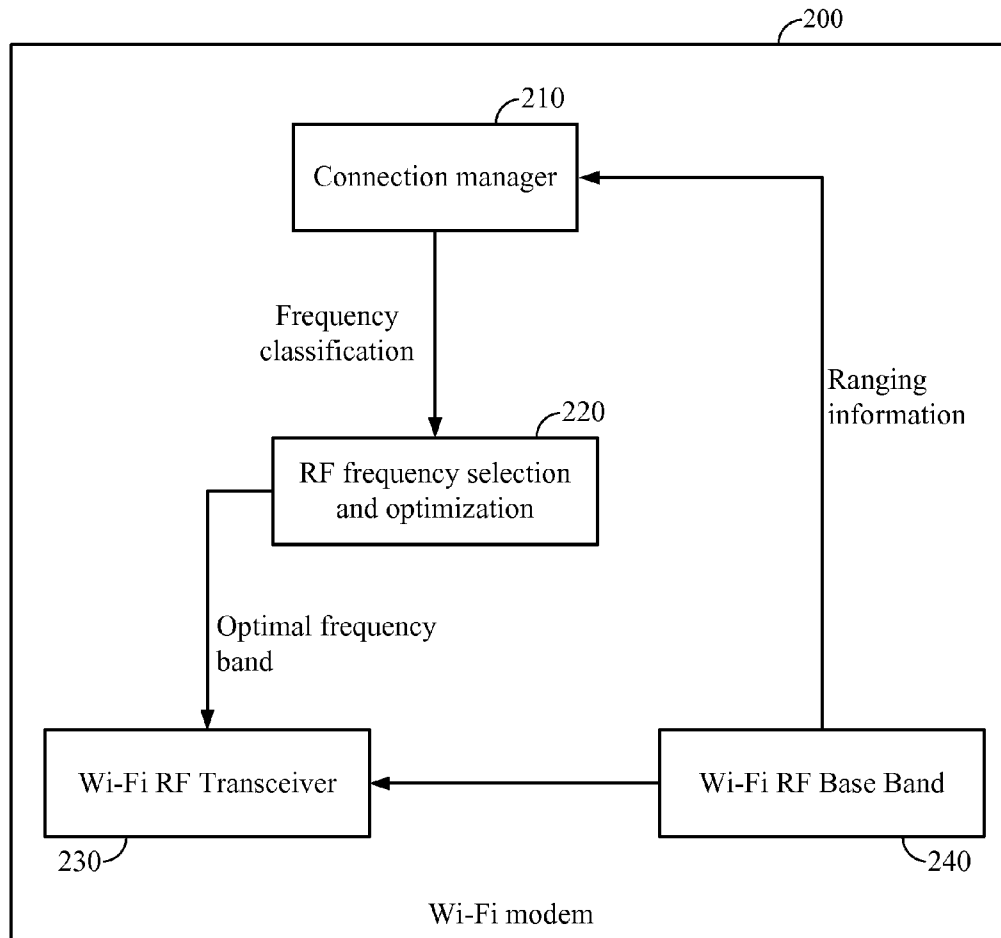 200
210
Connection manager
Frequency
classification
Ranging
information
220
RF frequency selection
and optimization
Optimal frequency
band
Wi-Fi RF Transceiver
Wi-Fi RF Base Band
230
240
Wi-Fi modem